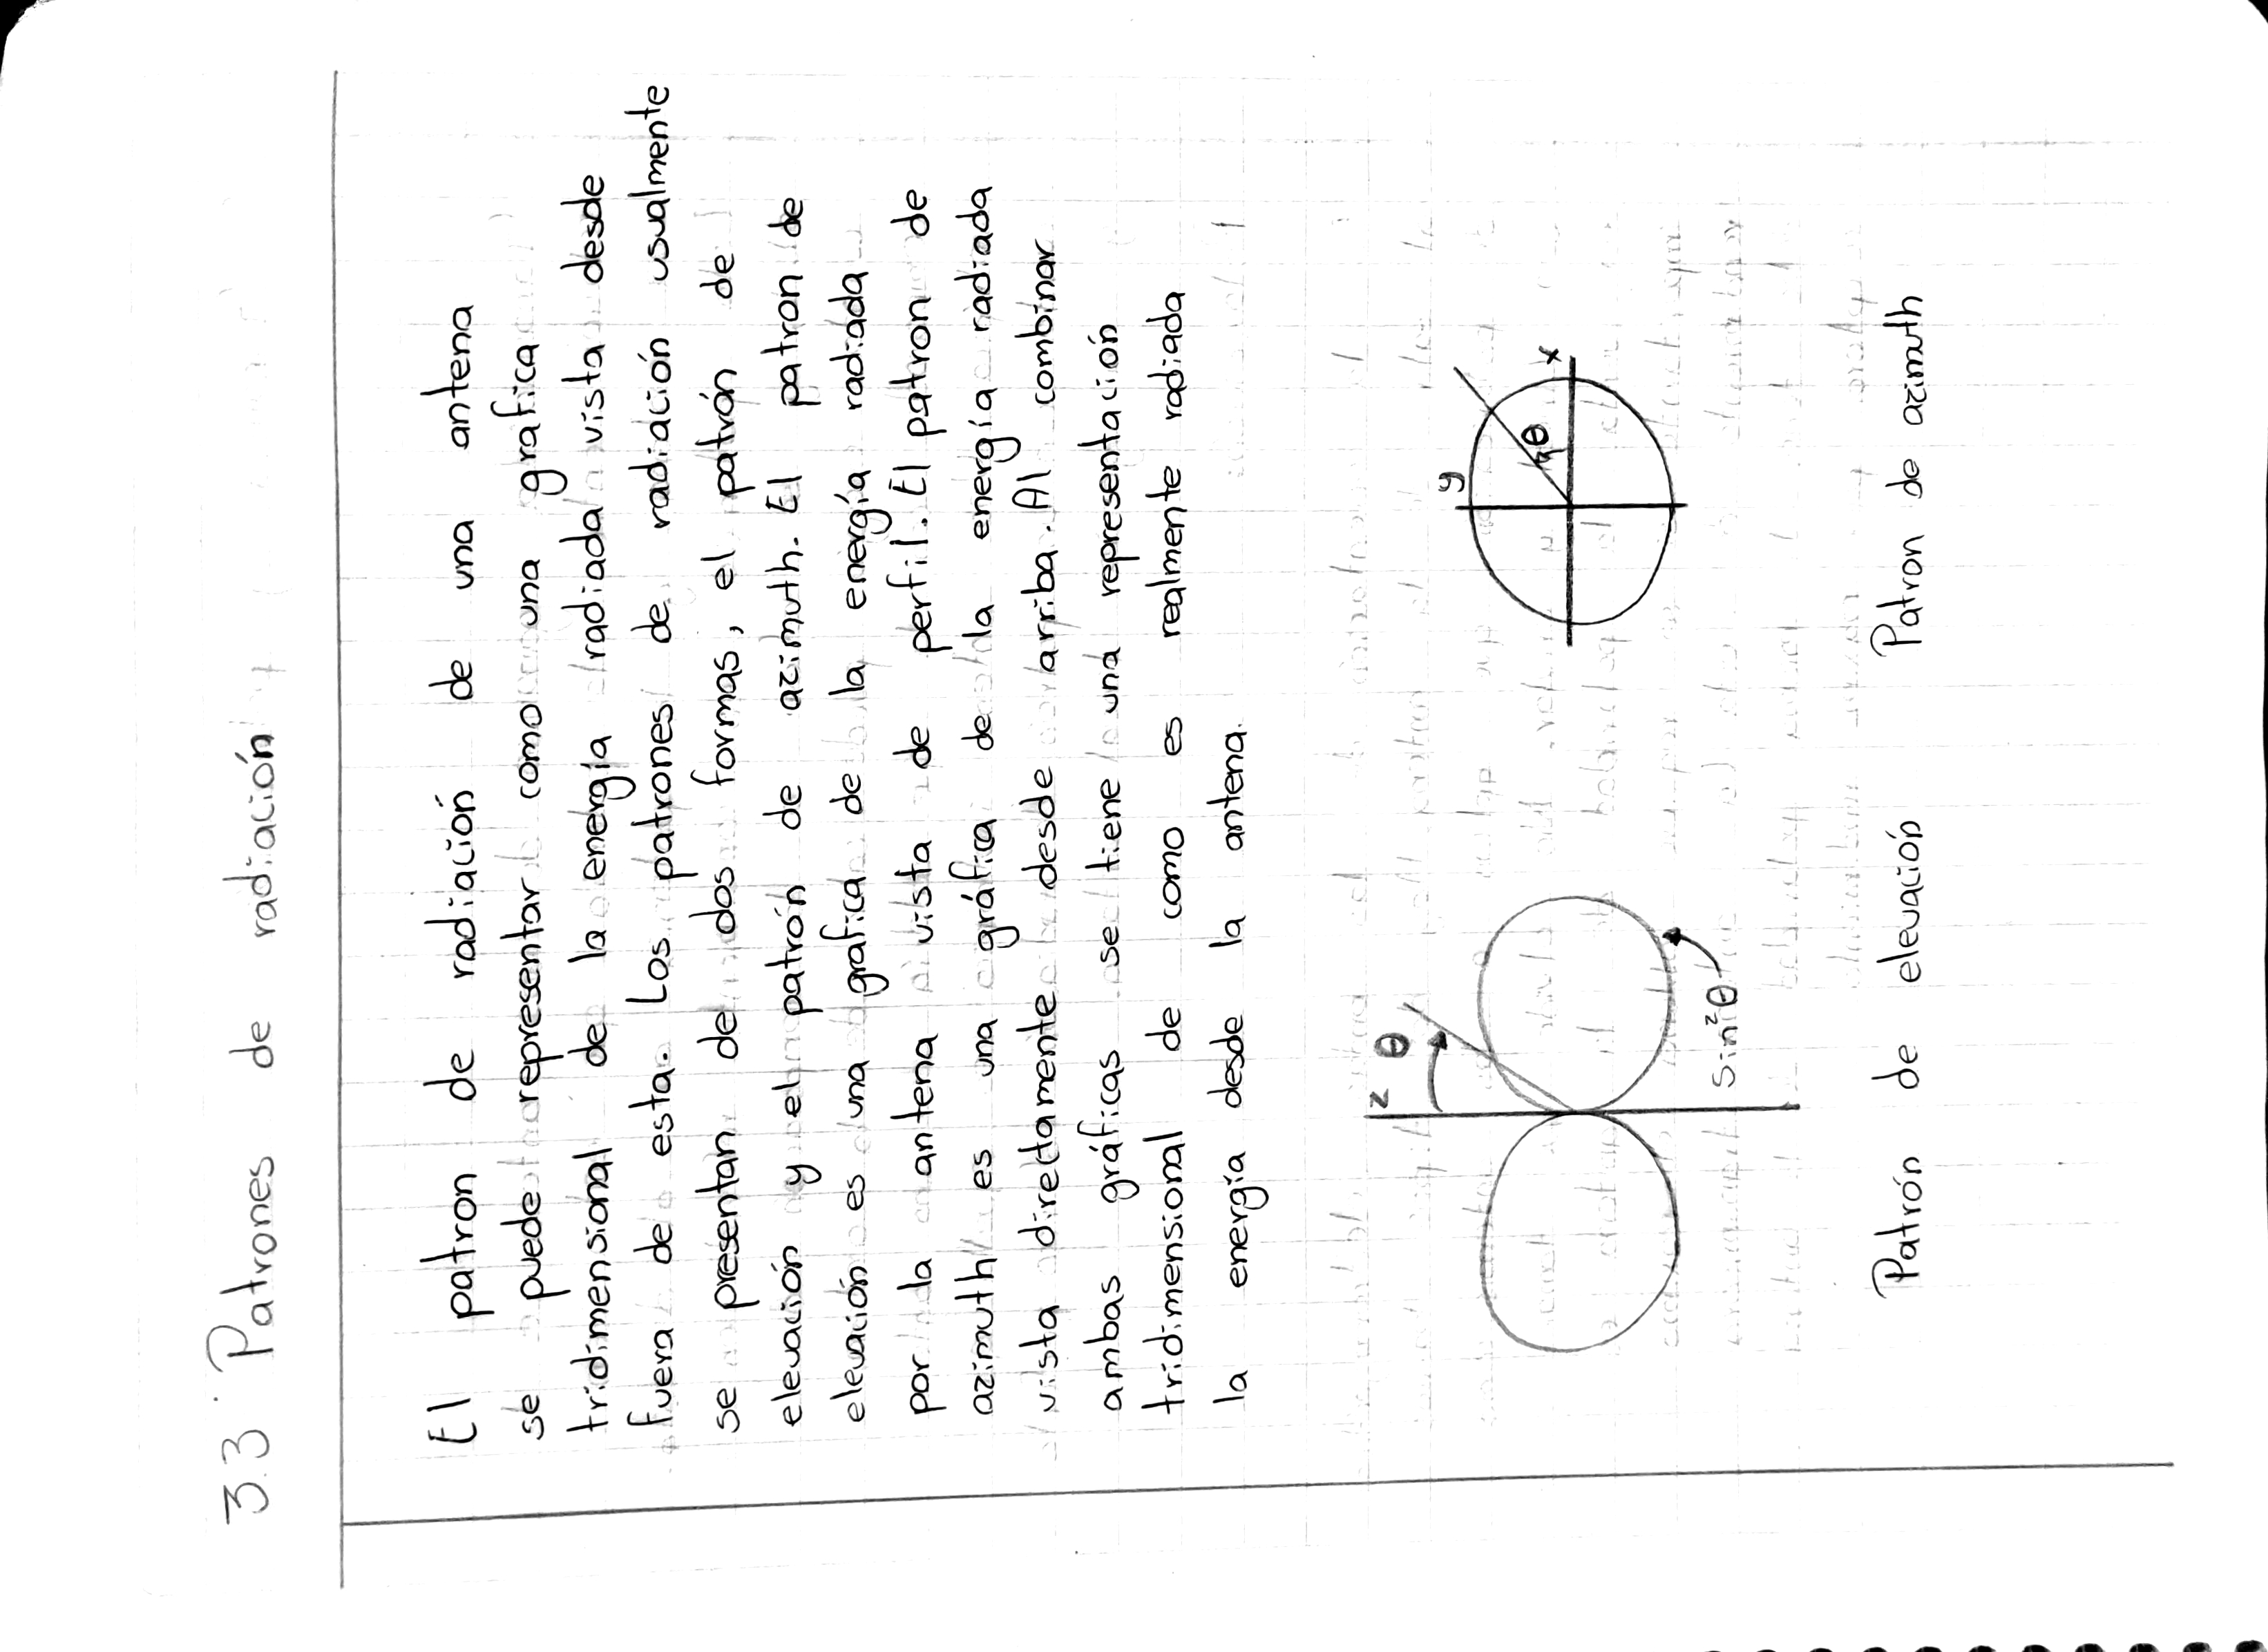 3.3 Patrones de radiación
El patron de radiación de una antena
se puede representar como una grafica
tridimensional de la energía radiada vista desde
fuera de esta. Los patrones de radiación usualmente
se presentan de dos formas, el patrón de
elevación y el patrón de azimuth. El patron de
elevación es una grafica de la energía radiada
por la antena vista de perfil. El patron de
azimuth es una gráfica de la energía radiada
vista directamente desde arriba. Al combinar
ambas gráficas se tiene una representación
tridimensional de como es realmente radiada
la energía desde la antena.
z θ
y
θ
x
Sin²θ
Patrón de elevación
Patron de azimuth